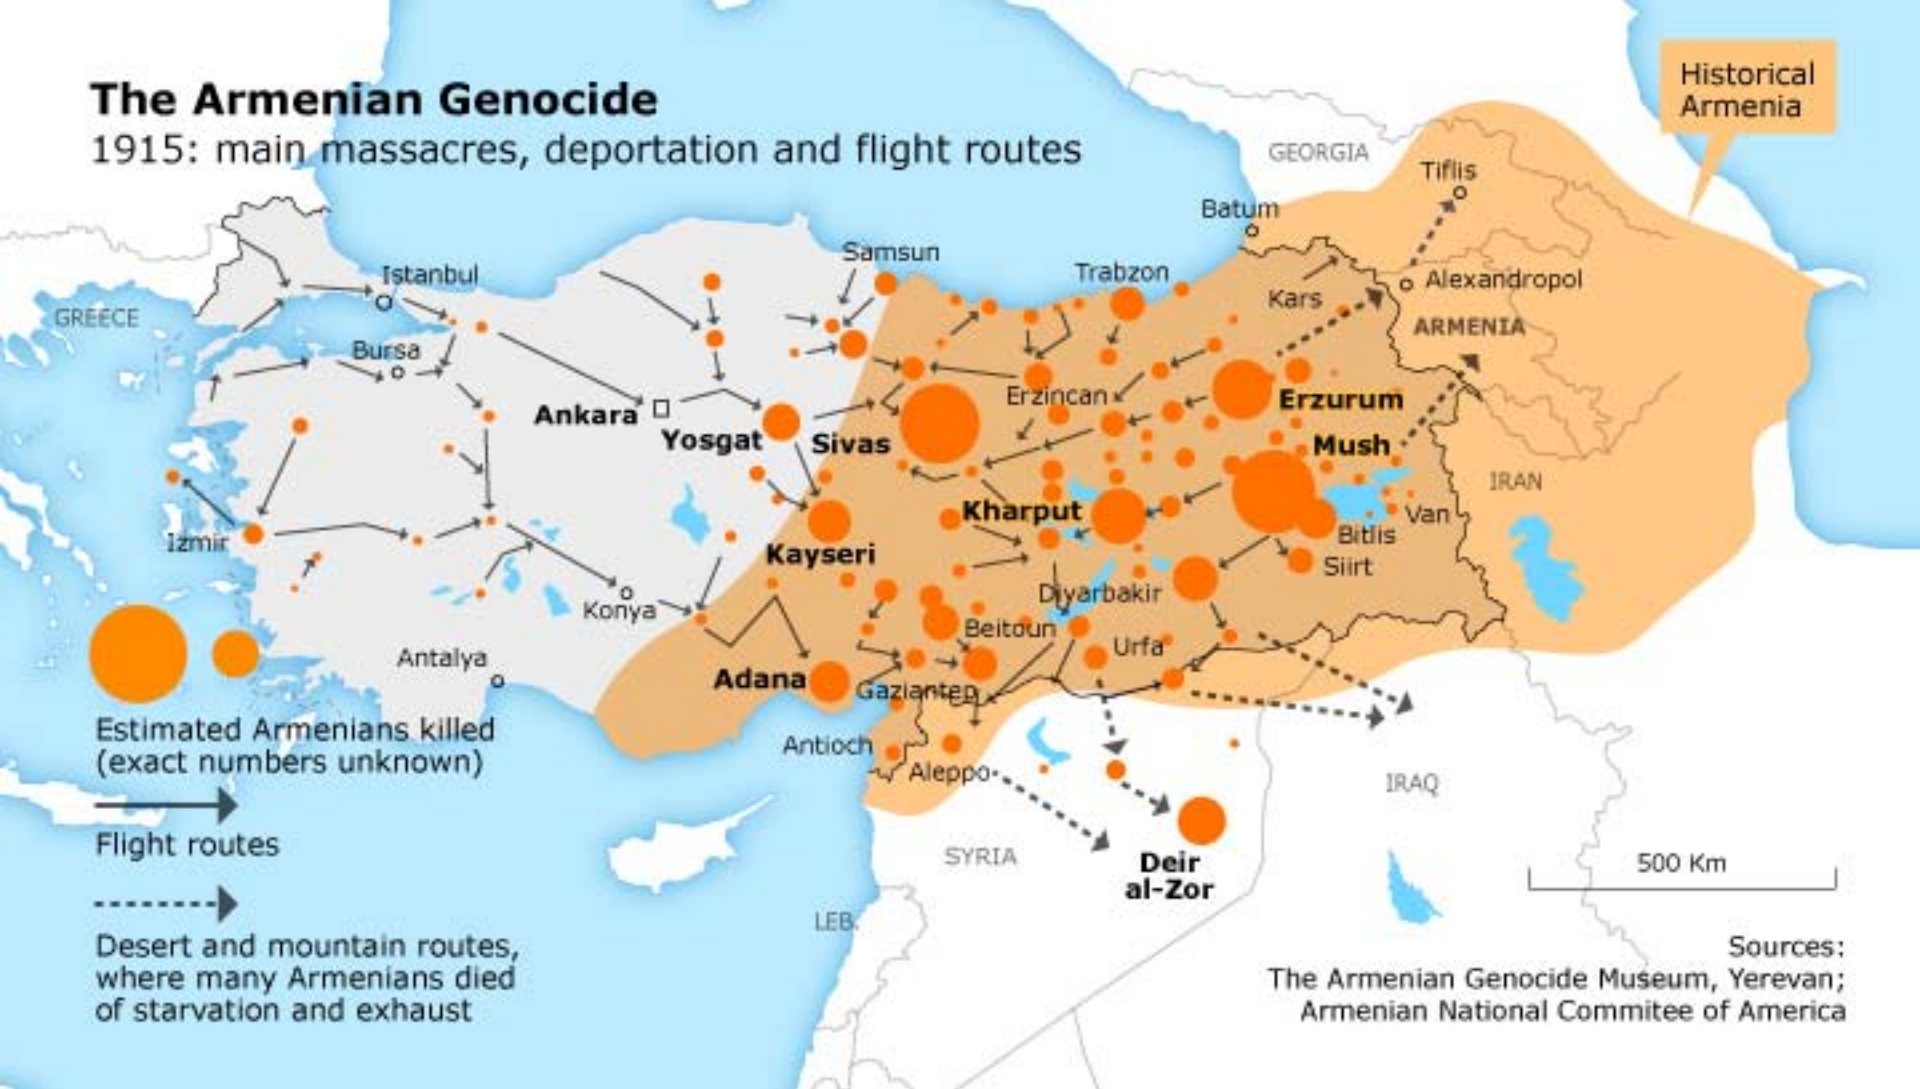 The Armenian Genocide
1915: main massacres, deportation and flight routes
Historical
Armenia
GEORGIA
Tiflis
Batum
Samsun
Trabzon
Istanbul
Alexandropol
Kars
GREECE
ARMENIA
Bursa
Erzincan
Erzurum
Ankara
Yosgat
Sivas
Mush
IRAN
Kharput
Van
Bitlis
Izmir
Kayseri
Siirt
Diyarbakir
Konya
Beitoun
Urfa
Antalya
Adana
Gaziantep
Antioch
Aleppo
IRAQ
SYRIA
Deir
al-Zor
LEB.
500 Km
Estimated Armenians killed
(exact numbers unknown)
Flight routes
Desert and mountain routes,
where many Armenians died
of starvation and exhaust
Sources:
The Armenian Genocide Museum, Yerevan;
Armenian National Commitee of America